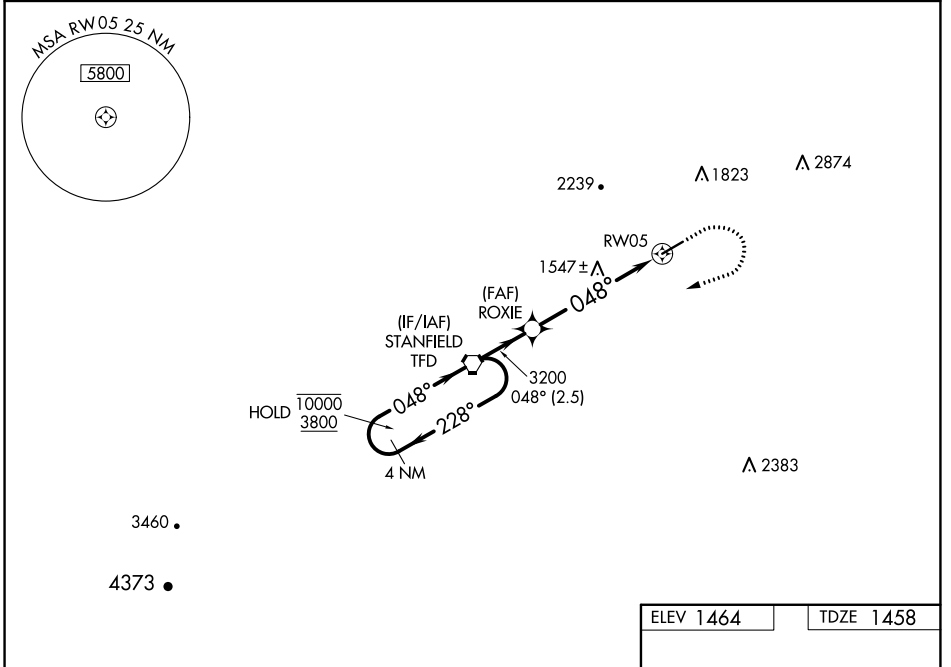 MSA RW05 25 NM
5800
2239
1823
2874
RW05
1547±
048°
(FAF)
ROXIE
(IF/IAF)
STANFIELD
TFD
3200
048° (2.5)
HOLD 10000
3800
048°
228°
4 NM
2383
3460
4373
ELEV 1464
TDZE 1458